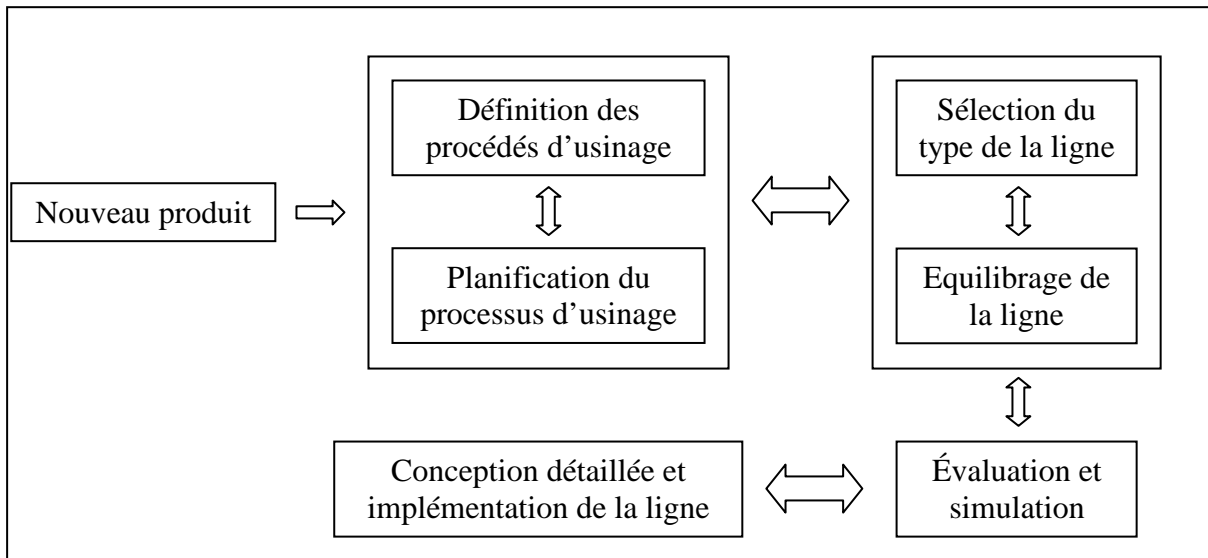 Nouveau produit
Définition des
procédés d'usinage
Planification du
processus d'usinage
Sélection du
type de la ligne
Equilibrage de
la ligne
Évaluation et
simulation
Conception détaillée et
implémentation de la ligne